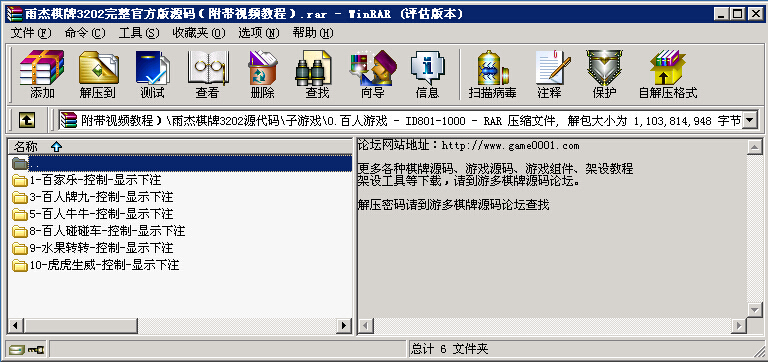 雨杰棋牌3202完整官方版源码(附带视频教程).rar - WinRAR (评估版本)
文件(F) 命令(C) 工具(S) 收藏夹(O) 选项(N) 帮助(H)
添加 解压到 测试 查看 删除 查找 向导 信息 扫描病毒 注释 保护 自解压格式
附带视频教程)\雨杰棋牌3202源代码\子游戏\0.百人游戏 - ID801-1000 - RAR 压缩文件, 解包大小为 1,103,814,948 字节
名称
..
1-百家乐-控制-显示下注
3-百人牌九-控制-显示下注
5-百人牛牛-控制-显示下注
8-百人碰碰车-控制-显示下注
9-水果转转-控制-显示下注
10-虎虎生威-控制-显示下注
论坛网站地址：http://www.game0001.com
更多各种棋牌源码、游戏源码、游戏组件、架设教程
架设工具等下载，请到游多棋牌源码论坛。
解压密码请到游多棋牌源码论坛查找
总计 6 文件夹